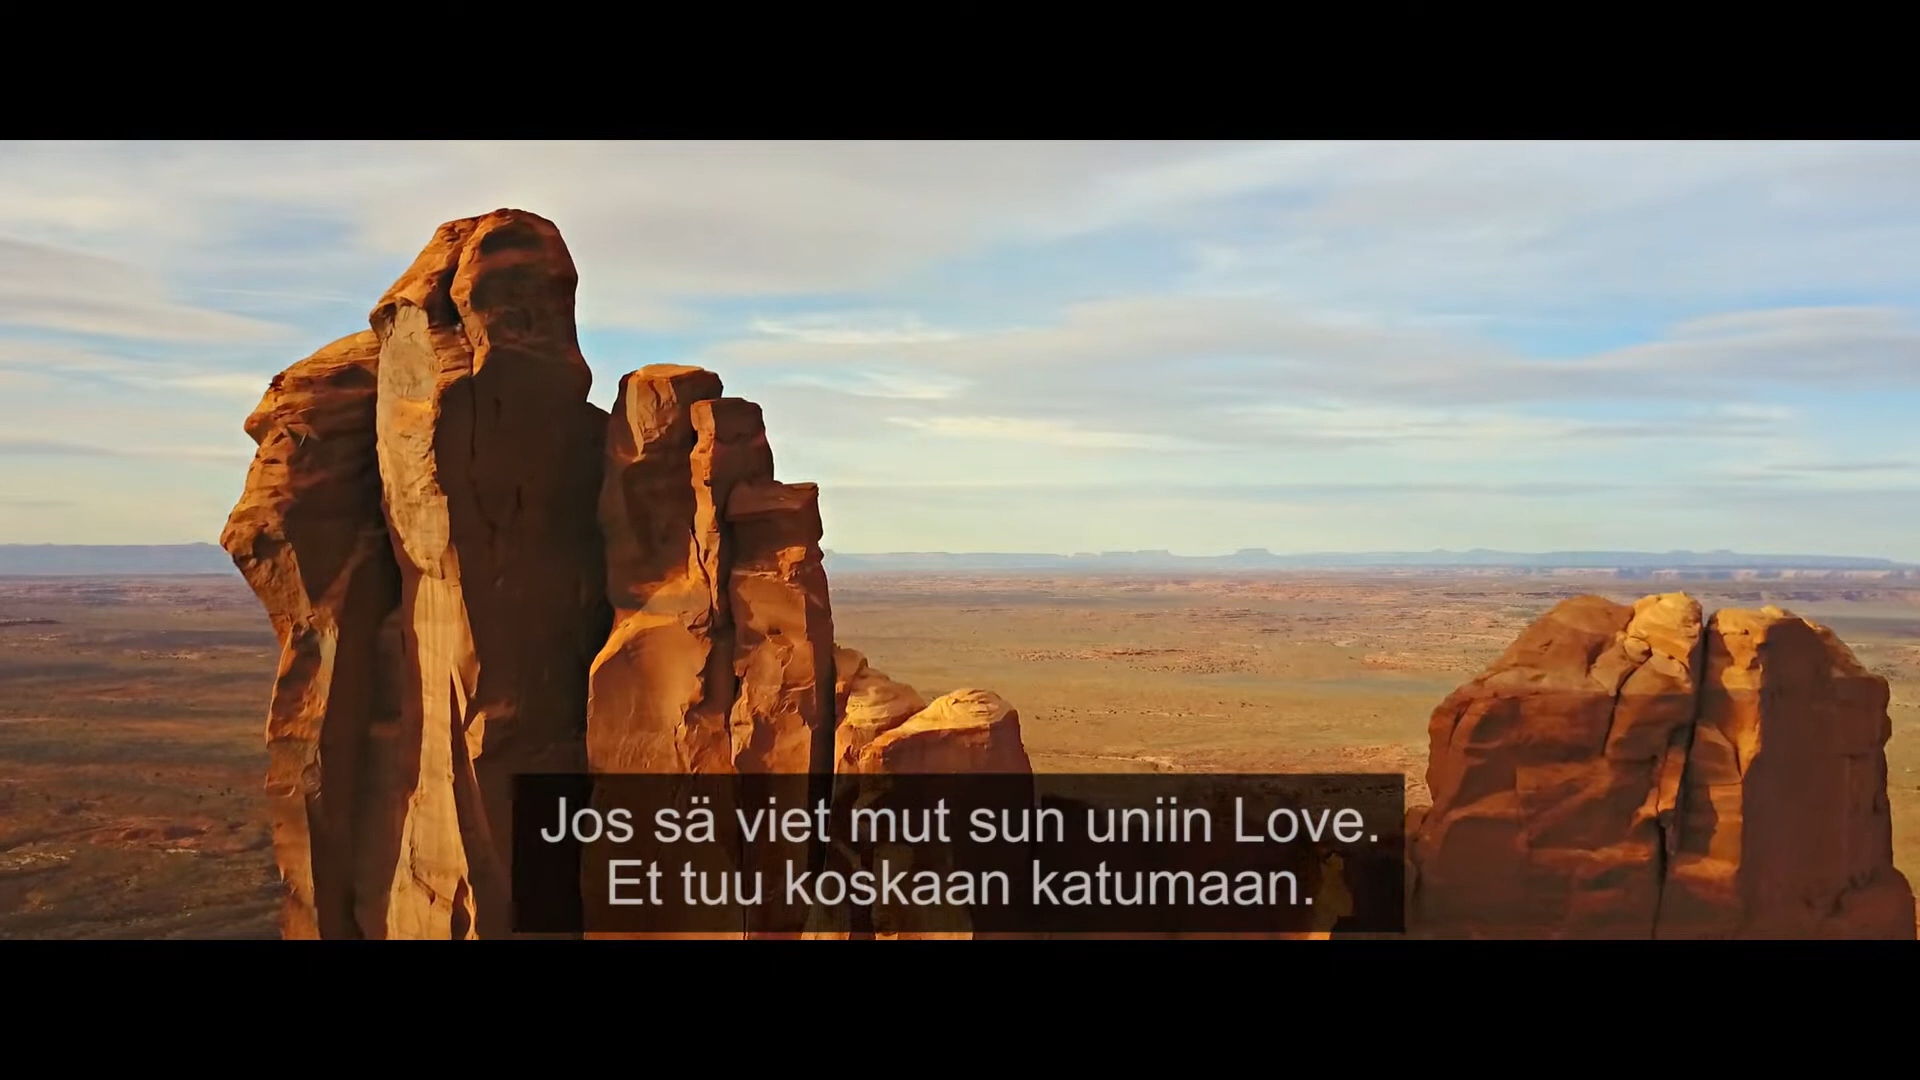 Jos sä viet mut sun uniin Love.
Et tuu koskaan katumaan.